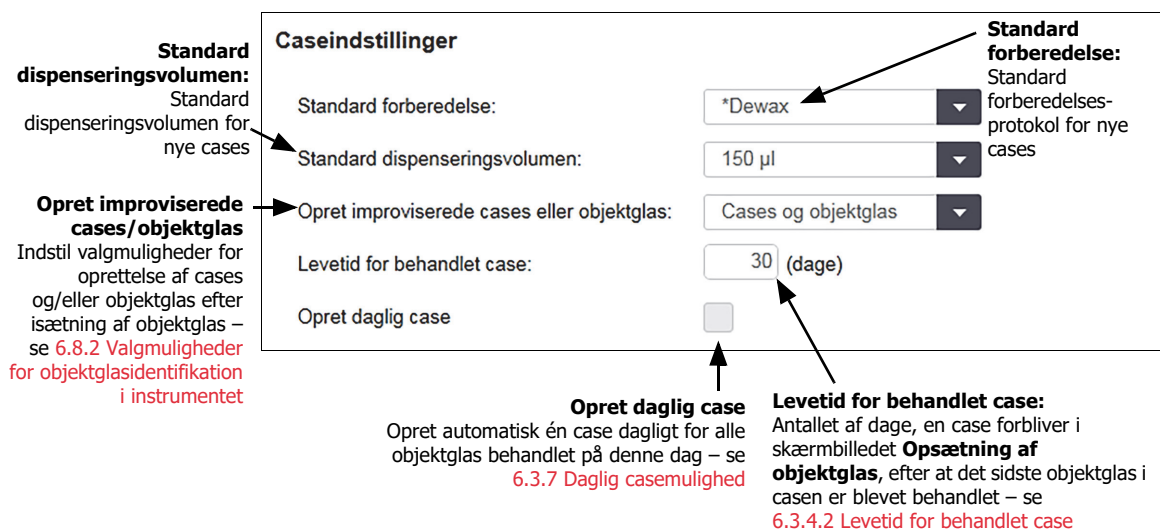 Standard
dispenseringsvolumen:
Standard
dispenseringsvolumen for
nye cases
Opret improviserede
cases/objektglas
Indstil valgmuligheder for
oprettelse af cases
og/eller objektglas efter
isætning af objektglas –
se 6.8.2 Valgmuligheder
for objektglasidentifikation
i instrumentet
Caseindstillinger
Standard forberedelse:
*Dewax
Standard dispenseringsvolumen:
150 µl
Opret improviserede cases eller objektglas:
Cases og objektglas
Levetid for behandlet case:
30 (dage)
Opret daglig case
Standard
forberedelse:
Standard
forberedelses-
protokol for nye
cases
Opret daglig case
Opret automatisk én case dagligt for alle
objektglas behandlet på denne dag – se
6.3.7 Daglig casemulighed
Levetid for behandlet case:
Antallet af dage, en case forbliver i
skærmbilledet Opsætning af
objektglas, efter at det sidste objektglas i
casen er blevet behandlet – se
6.3.4.2 Levetid for behandlet case